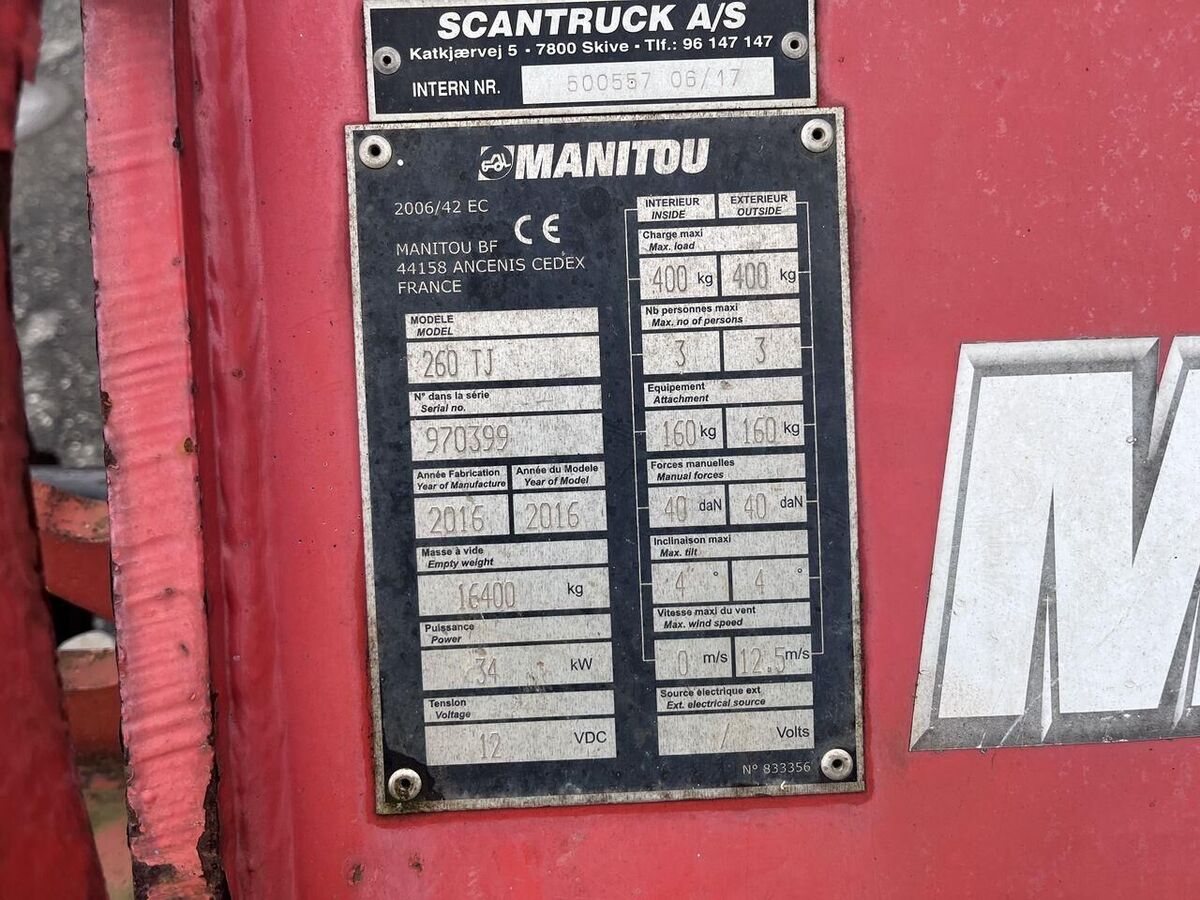 SCANTRUCK A/S
Katkjærvej 5 - 7800 Skive - Tlf.: 96 147 147
INTERN NR. 500557 06/17
MANITOU
2006/42 EC
CE
MANITOU BF
44158 ANCENIS CEDEX
FRANCE
MODELE
MODEL
260 TJ
N° dans la série
Serial no.
970399
Année Fabrication Année du Modele
Year of Manufacture Year of Model
2016 2016
Masse à vide
Empty weight
16400 kg
Puissance
Power
34 kW
Tension
Voltage
12 VDC
INTERIEUR EXTERIEUR
INSIDE OUTSIDE
Charge maxi
Max. load
400 kg 400 kg
Nb personnes maxi
Max. no of persons
3 3
Equipement
Attachment
160 kg 160 kg
Forces manuelles
Manual forces
40 daN 40 daN
Inclinaison maxi
Max. tilt
4 ° 4 °
Vitesse maxi du vent
Max. wind speed
0 m/s 12.5 m/s
Source électrique ext
Ext. electrical source
/ Volts
N° 833356
M